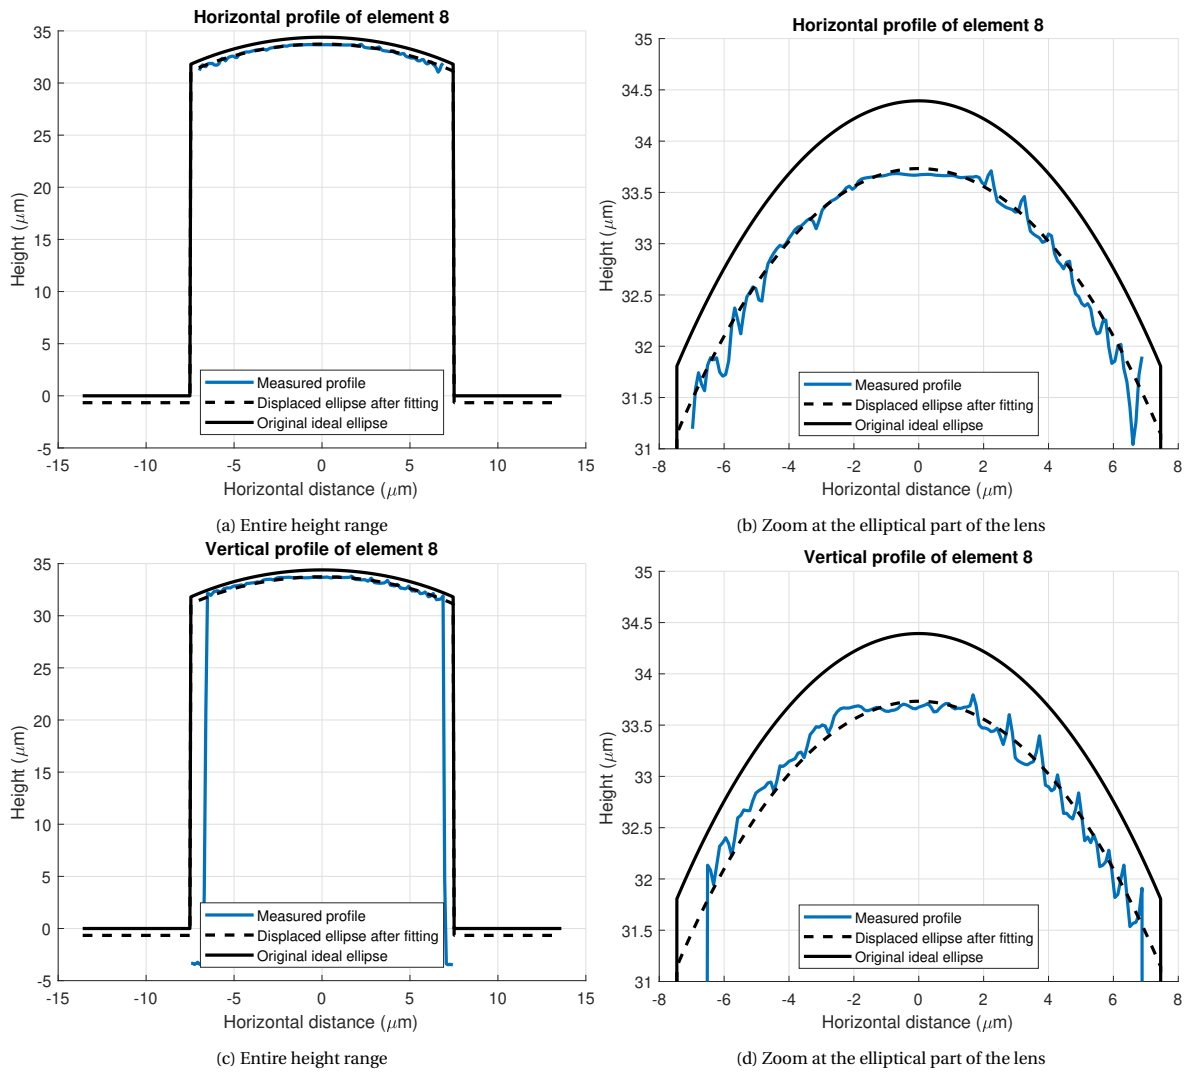 Horizontal profile of element 8
35
30
25
20
15
10
5
0
-5
Height (μm)
Measured profile
Displaced ellipse after fitting
Original ideal ellipse
-15 -10 -5 0 5 10 15
Horizontal distance (μm)
(a) Entire height range
Horizontal profile of element 8
35
34.5
34
33.5
33
32.5
32
31.5
31
Height (μm)
Measured profile
Displaced ellipse after fitting
Original ideal ellipse
-8 -6 -4 -2 0 2 4 6 8
Horizontal distance (μm)
(b) Zoom at the elliptical part of the lens
Vertical profile of element 8
35
30
25
20
15
10
5
0
-5
Height (μm)
Measured profile
Displaced ellipse after fitting
Original ideal ellipse
-15 -10 -5 0 5 10 15
Horizontal distance (μm)
(c) Entire height range
Vertical profile of element 8
35
34.5
34
33.5
33
32.5
32
31.5
31
Height (μm)
Measured profile
Displaced ellipse after fitting
Original ideal ellipse
-8 -6 -4 -2 0 2 4 6 8
Horizontal distance (μm)
(d) Zoom at the elliptical part of the lens